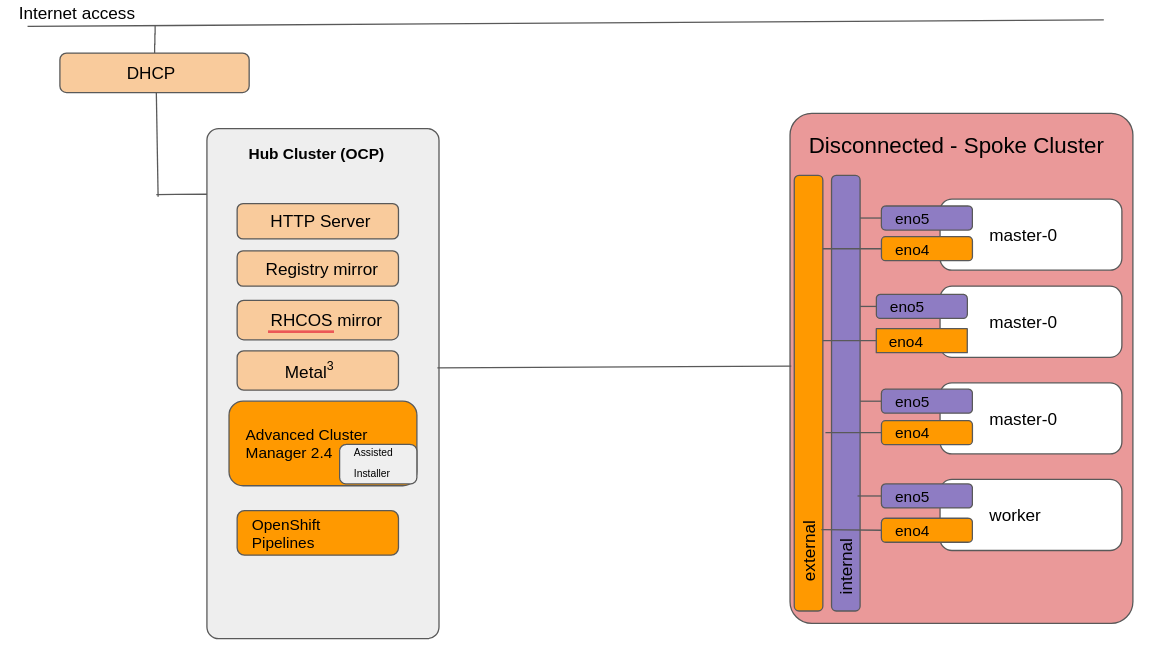 Internet access
DHCP
Hub Cluster (OCP)
HTTP Server
Registry mirror
RHCOS mirror
Metal3
Advanced Cluster
Manager 2.4
Assisted
Installer
OpenShift
Pipelines
Disconnected - Spoke Cluster
external
internal
eno5
eno4
master-0
eno5
eno4
master-0
eno5
eno4
master-0
eno5
eno4
worker